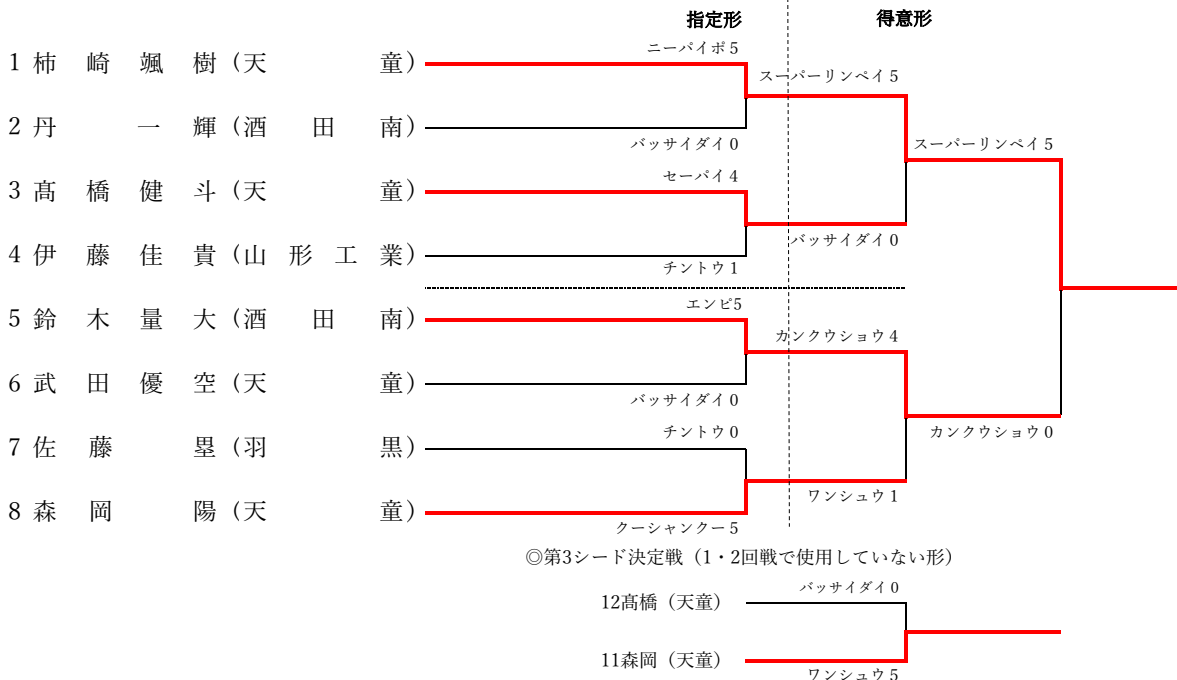 指定形
得意形
ニーパイポ 5
1 柿崎颯樹（天童）
スーパーリンペイ 5
2 丹一輝（酒田南）
バッサイダイ 0
スーパーリンペイ 5
3 髙橋健斗（天童）
セーパイ 4
バッサイダイ 0
4 伊藤佳貴（山形工業）
チントウ 1
エンピ5
5 鈴木量大（酒田南）
カンクウショウ 4
6 武田優空（天童）
バッサイダイ 0
チントウ 0
カンクウショウ 0
7 佐藤塁（羽黒）
ワンシュウ 1
8 森岡陽（天童）
クーシャンクー 5
◎第3シード決定戦（1・2回戦で使用していない形）
バッサイダイ 0
12髙橋（天童）
11森岡（天童）
ワンシュウ 5